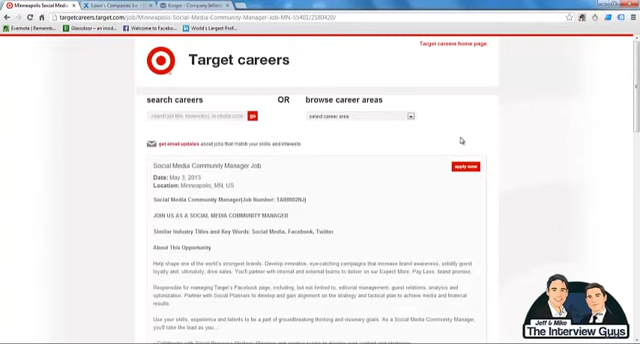 Minneapolis Social Med
Lowe's Companies Inc
Kroger - Company Inform
targetcareers.target.com/job/Minneapolis-Social-Media-Community-Manager-Job-MN-55401/2580420/
Evernote
Glassdoor – an insid
Welcome to Facebo
World's Largest Prof
Target careers home page
Target careers
search careers OR browse career areas
go
select career area
get email updates about jobs that match your skills and interests
Social Media Community Manager Job
apply now
Date: May 3, 2013
Location: Minneapolis, MN, US
Social Media Community Manager(Job Number:
JOIN US AS A SOCIAL MEDIA COMMUNITY MANAGER
Similar Industry Titles and Key Words: Social Media, Facebook, Twitter
About This Opportunity
Help shape one of the world's strongest brands. Develop innovative, eye-catching campaigns that increase brand awareness, solidify guest
loyalty and, ultimately, drive sales. You'll partner with internal and external teams to deliver on our Expect More. Pay Less. brand promise.
Responsible for managing Target's Facebook page, including, but not limited to, editorial management, guest relations, analysis and
optimization. Partner with Social Planners to develop and gain alignment on the strategy and tactical plan to achieve media and financial
results.
Use your skills, experience and talents to be a part of groundbreaking thinking and visionary goals. As a Social Media Community Manager,
you'll take the lead as you...
Jeff & Mike
The Interview Guys